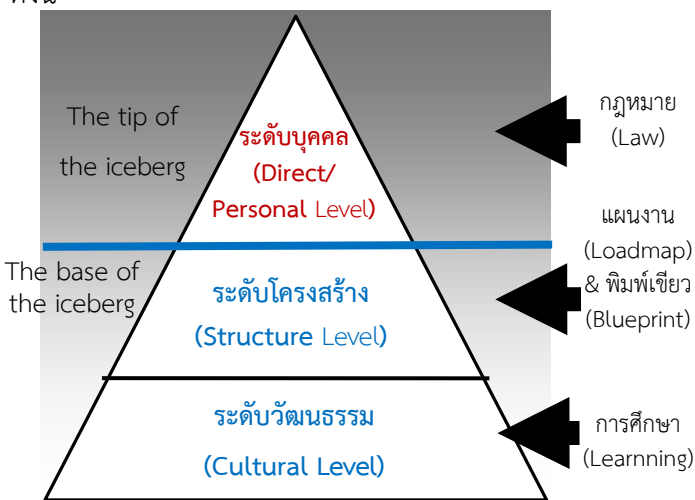 The tip of
the iceberg
ระดับบุคคล
(Direct/
Personal Level)
กฎหมาย
(Law)
แผนงาน
(Loadmap)
& พิมพ์เขียว
(Blueprint)
The base of
the iceberg
ระดับโครงสร้าง
(Structure Level)
ระดับวัฒนธรรม
(Cultural Level)
การศึกษา
(Learnning)